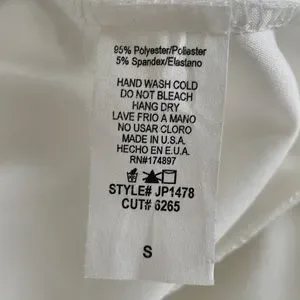 95% Polyester/Poliester
5% Spandex/Elastano
HAND WASH COLD
DO NOT BLEACH
HANG DRY
LAVE FRIO A MANO
NO USAR CLORO
MADE IN U.S.A.
HECHO EN E.U.A.
RN#174897
STYLE# JP1478
CUT# 6265
S